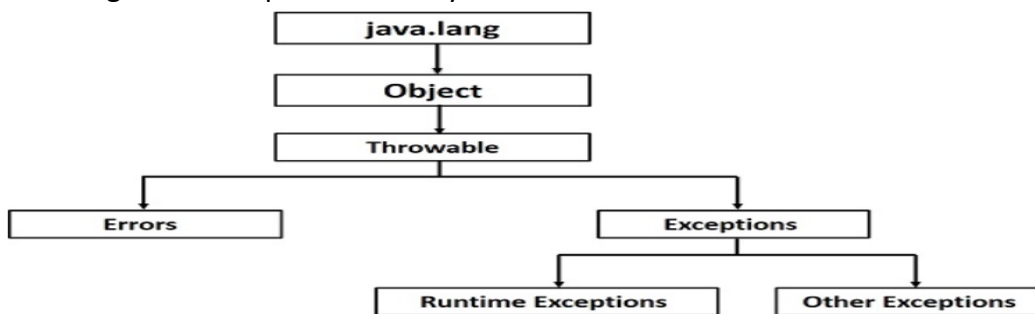 java.lang
Object
Throwable
Errors
Exceptions
Runtime Exceptions
Other Exceptions